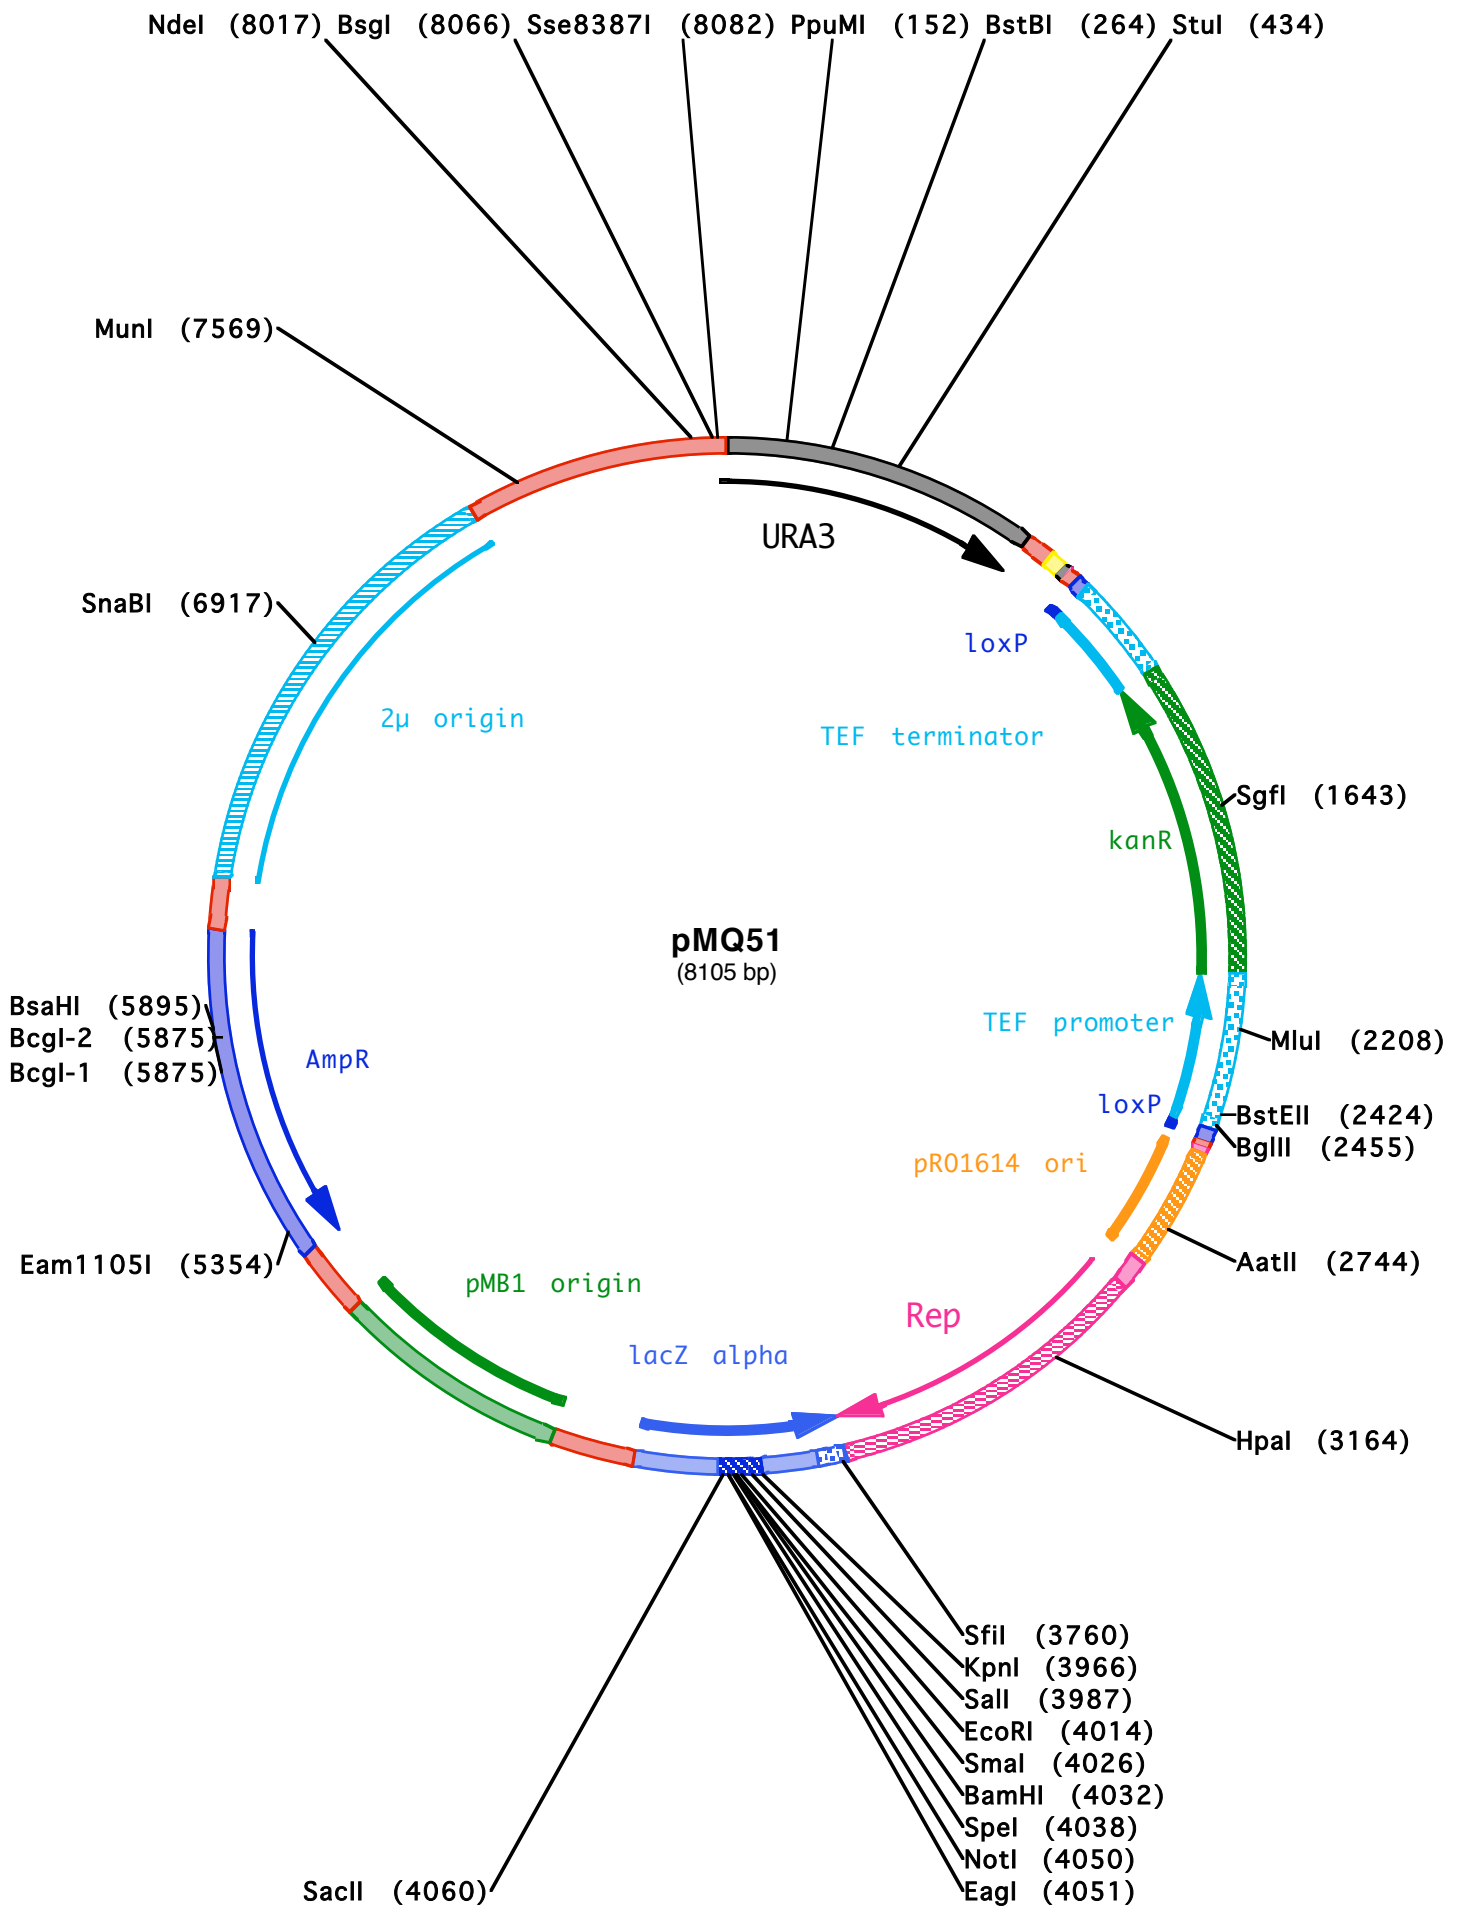 NdeI (8017) BsgI (8066) Sse8387I (8082) PpuMI (152) BstBI (264) StuI (434)
MunI (7569)
URA3
SnaBI (6917)
loxP
2µ origin
TEF terminator
SgfI (1643)
kanR
pMQ51
(8105 bp)
BsaHI (5895)
TEF promoter
BcgI-2 (5875)
MluI (2208)
AmpR
BcgI-1 (5875)
loxP
BstEII (2424)
BglII (2455)
pRO1614 ori
Eam1105I (5354)
AatII (2744)
pMB1 origin
Rep
lacZ alpha
HpaI (3164)
SfiI (3760)
KpnI (3966)
SalI (3987)
EcoRI (4014)
SmaI (4026)
BamHI (4032)
SpeI (4038)
NotI (4050)
SacII (4060)
EagI (4051)